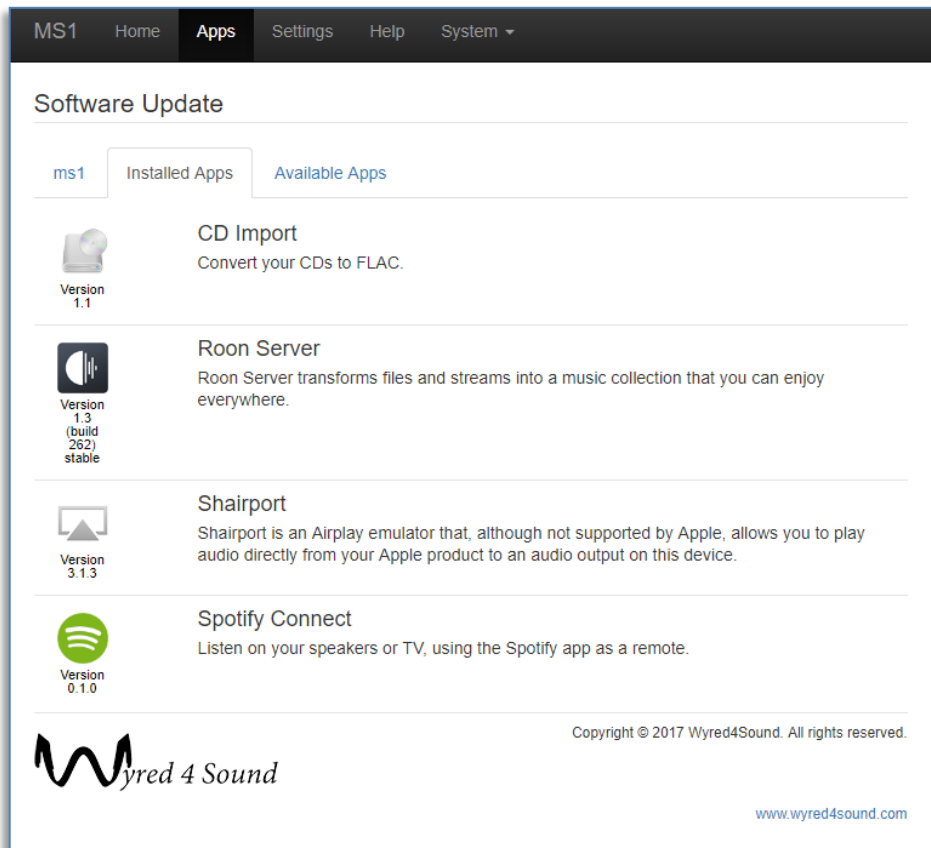 MS1 Home Apps Settings Help System
Software Update
ms1 Installed Apps Available Apps
CD Import
Convert your CDs to FLAC.
Version
1.1
Roon Server
Roon Server transforms files and streams into a music collection that you can enjoy
everywhere.
Version
1.3
(build
262)
stable
Shairport
Shairport is an Airplay emulator that, although not supported by Apple, allows you to play
audio directly from your Apple product to an audio output on this device.
Version
3.1.3
Spotify Connect
Listen on your speakers or TV, using the Spotify app as a remote.
Version
0.1.0
Copyright © 2017 Wyred4Sound. All rights reserved.
Wyred 4 Sound
www.wyred4sound.com